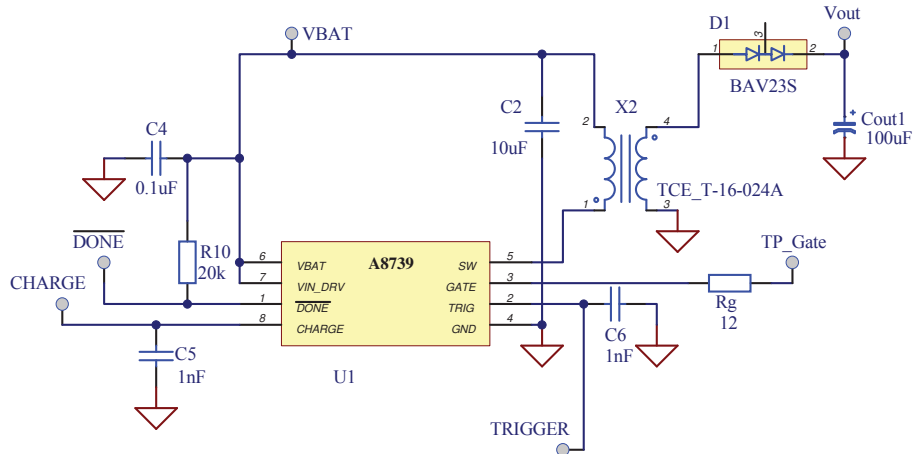 VBAT
D1
Vout
3
1
2
BAV23S
C4
0.1uF
C2
10uF
X2
2
4
1
3
TCE_T-16-024A
+
Cout1
100uF
DONE
R10
20k
CHARGE
A8739
6
VBAT
SW
5
7
VIN_DRV
GATE
3
1
DONE
TRIG
2
8
CHARGE
GND
4
TP_Gate
Rg
12
C5
1nF
C6
1nF
U1
TRIGGER